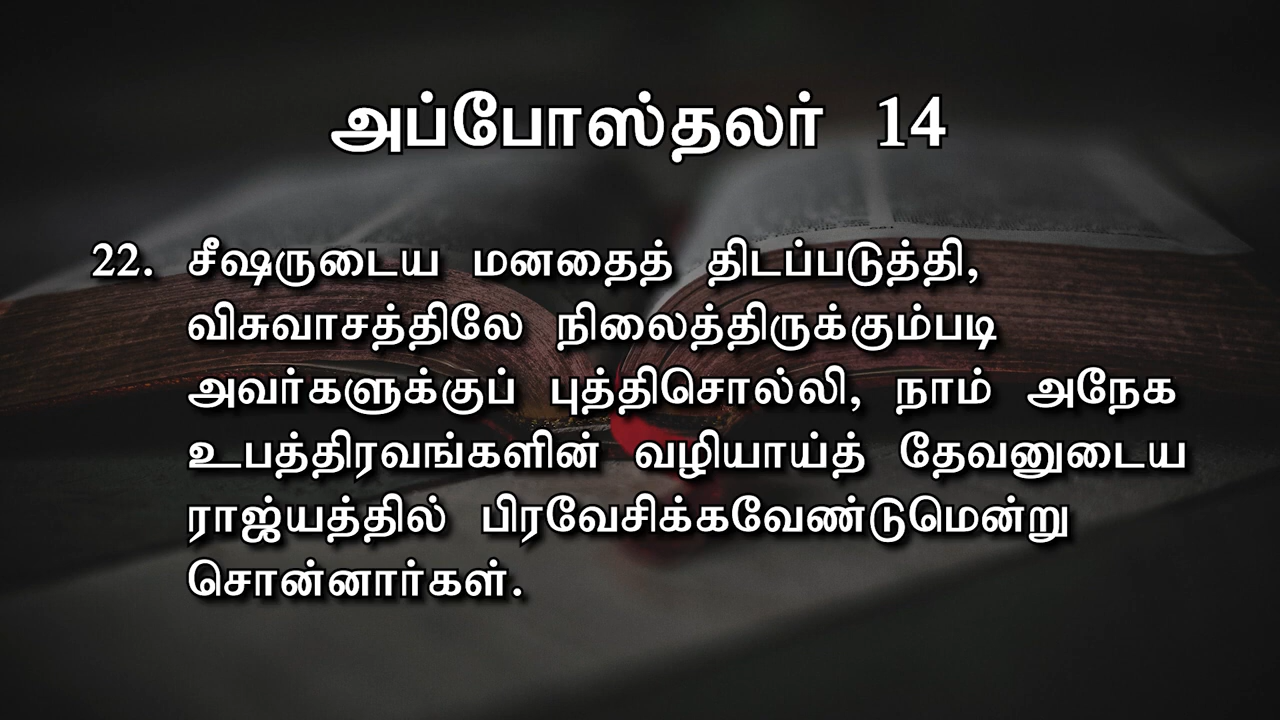 அப்போஸ்தலர் 14
22. சீஷருடைய மனதைத் திடப்படுத்தி,
விசுவாசத்திலே நிலைத்திருக்கும்படி
அவர்களுக்குப் புத்திசொல்லி, நாம் அநேக
உபத்திரவங்களின் வழியாய்த் தேவனுடைய
ராஜ்யத்தில் பிரவேசிக்கவேண்டுமென்று
சொன்னார்கள்.